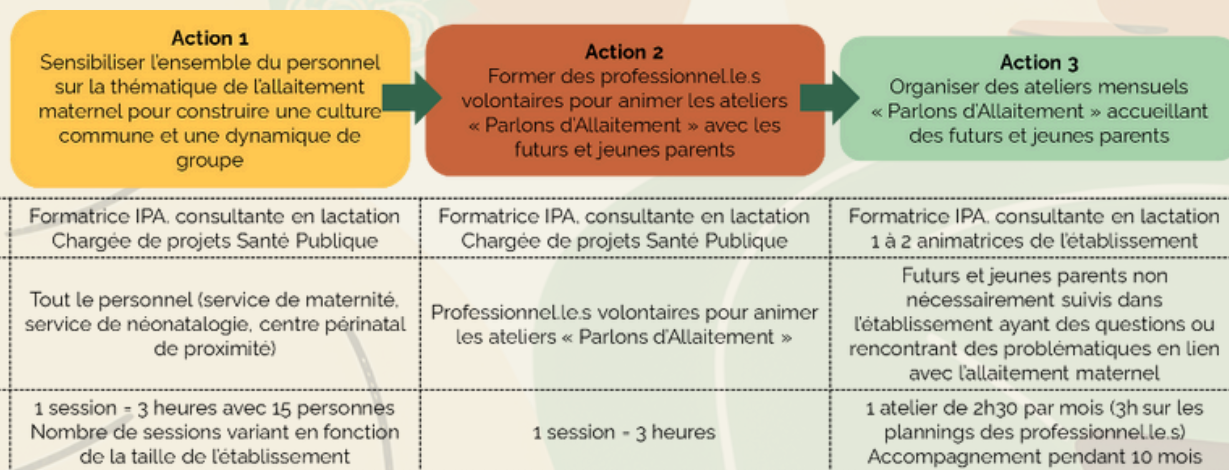 Action 1
Sensibiliser l'ensemble du personnel
sur la thématique de l'allaitement
maternel pour construire une culture
commune et une dynamique de
groupe
Action 2
Former des professionnel.le.s
volontaires pour animer les ateliers
« Parlons d'Allaitement » avec les
futurs et jeunes parents
Action 3
Organiser des ateliers mensuels
« Parlons d'Allaitement » accueillant
des futurs et jeunes parents
Formatrice IPA, consultante en lactation
Chargée de projets Santé Publique
Formatrice IPA, consultante en lactation
Chargée de projets Santé Publique
Formatrice IPA, consultante en lactation
1 à 2 animatrices de l'établissement
Tout le personnel (service de maternité,
service de néonatalogie, centre périnatal
de proximité)
Professionnel.le.s volontaires pour animer
les ateliers « Parlons d'Allaitement »
Futurs et jeunes parents non
nécessairement suivis dans
l'établissement ayant des questions ou
rencontrant des problématiques en lien
avec l'allaitement maternel
1 session = 3 heures avec 15 personnes
Nombre de sessions variant en fonction
de la taille de l'établissement
1 session = 3 heures
1 atelier de 2h30 par mois (3h sur les
plannings des professionnel.le.s)
Accompagnement pendant 10 mois